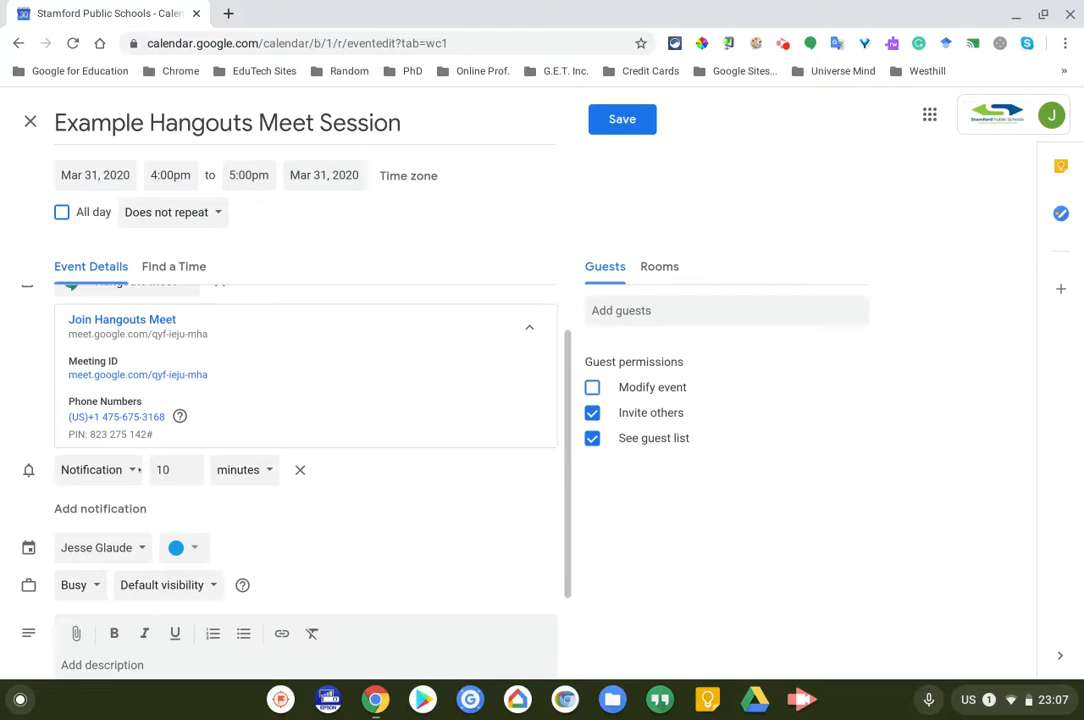 Stamford Public Schools - Calen
calendar.google.com/calendar/b/1/r/eventedit?tab=wc1
Google for Education Chrome EduTech Sites Random PhD Online Prof. G.E.T. Inc. Credit Cards Google Sites... Universe Mind Westhill »
Example Hangouts Meet Session
Save
Stamford Public Schools
J
Mar 31, 2020 4:00pm to 5:00pm Mar 31, 2020 Time zone
All day Does not repeat
Event Details Find a Time
Guests Rooms
Add guests
Join Hangouts Meet
meet.google.com/qyf-ieju-mha
Meeting ID
meet.google.com/qyf-ieju-mha
Phone Numbers
(US)+1 475-675-3168
PIN: 823 275 142#
Guest permissions
Modify event
Invite others
See guest list
Notification 10 minutes
Add notification
Jesse Glaude
Busy Default visibility
B I U
Add description
US 1 23:07